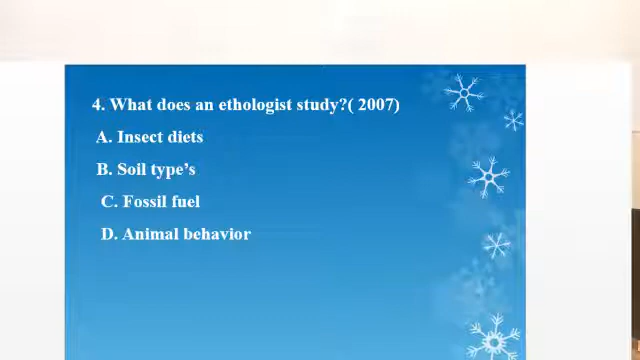 4. What does an ethologist study?( 2007)
A. Insect diets
B. Soil type's
C. Fossil fuel
D. Animal behavior